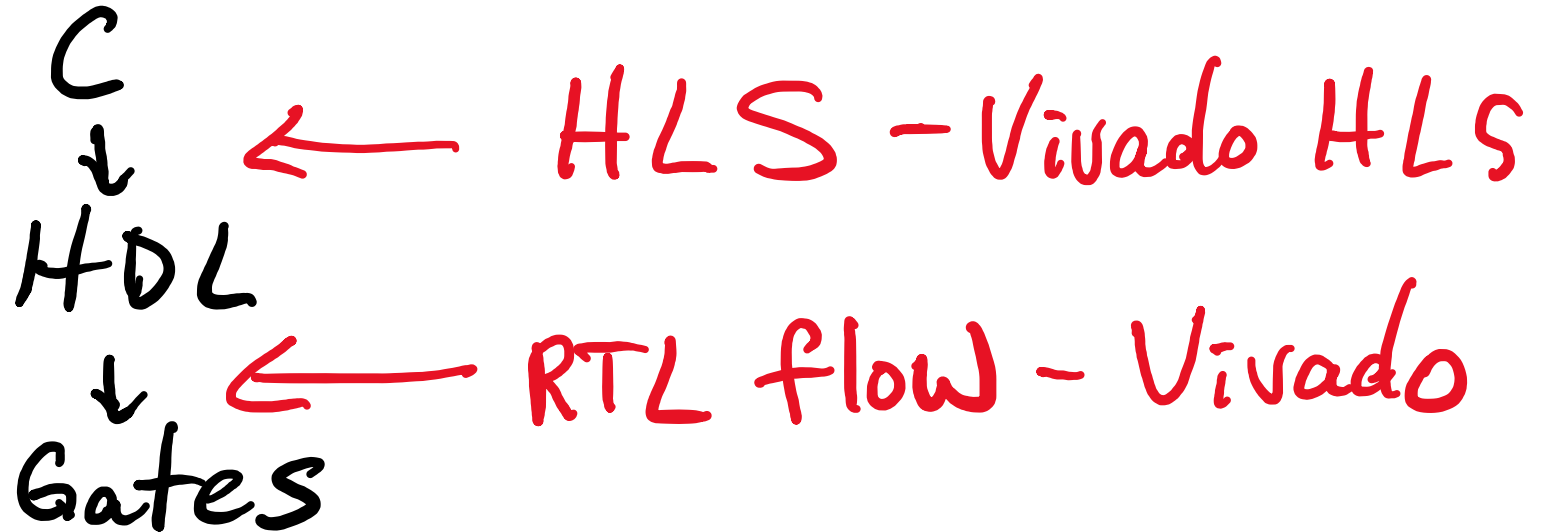 C
HLS - Vivado HLS
HDL
RTL flow - Vivado
Gates